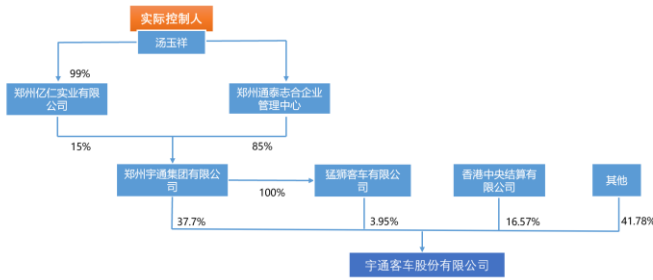 实际控制人
汤玉祥
99%
郑州亿仁实业有限
公司
郑州通泰志合企业
管理中心
15%
85%
郑州宇通集团有限公
司
100%
猛狮客车有限公
司
香港中央结算有
限公司
其他
37.7%
3.95%
16.57%
41.78%
宇通客车股份有限公司